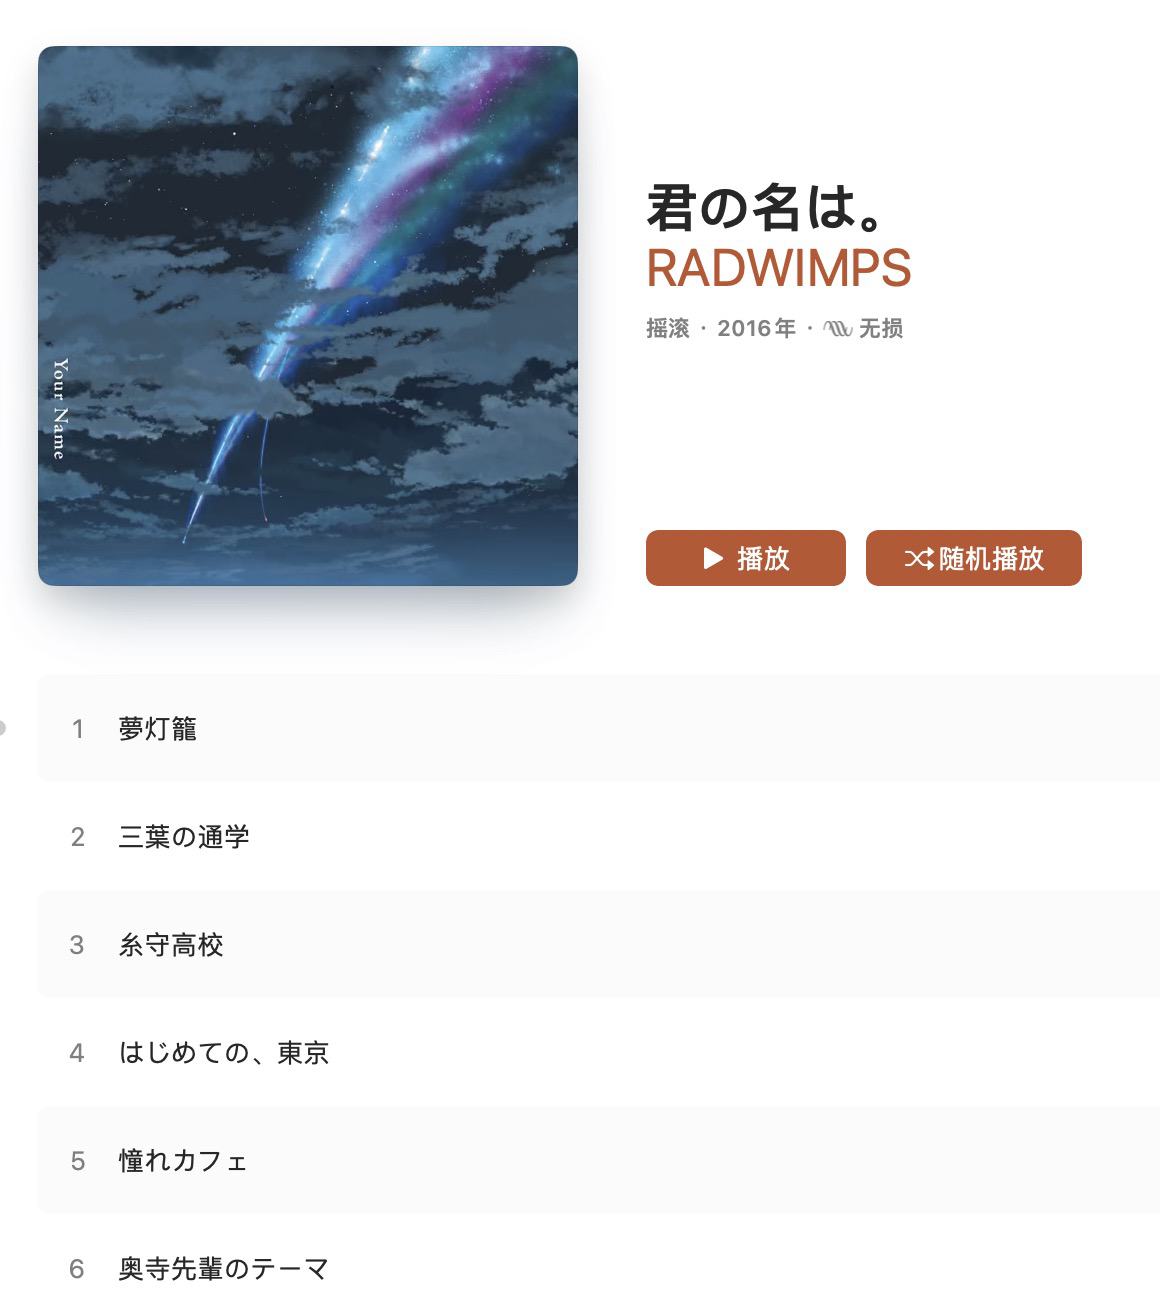 Your Name
君の名は。
RADWIMPS
摇滚 · 2016年 · 无损
播放
随机播放
1 夢灯籠
2 三葉の通学
3 糸守高校
4 はじめての、東京
5 憧れカフェ
6 奥寺先輩のテーマ